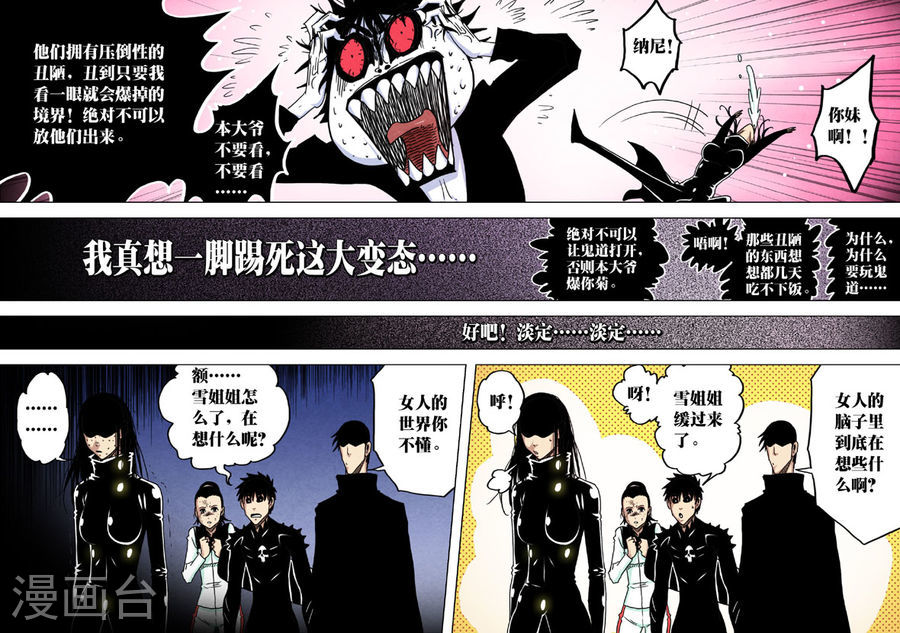 纳尼！
你妹
啊！！
他们拥有压倒性的
丑陋，丑到只要我
看一眼就会爆掉的
境界！绝对不可以
放他们出来。
本大爷
不要看，
不要看
……
为什么，
为什么
要玩鬼
道……
那些丑陋
的东西想
想都几天
吃不下饭。
唔啊！
绝对不可以
让鬼道打开，
否则本大爷
爆你菊。
我真想一脚踢死这大变态……
好吧！淡定……淡定……
女人的
脑子里
到底在
想些什
么啊？
雪姐姐
缓过来
了。
呀！
呼！
女人的
世界你
不懂。
额……
雪姐姐怎
么了，在
想什么呢？
……
……
漫画台